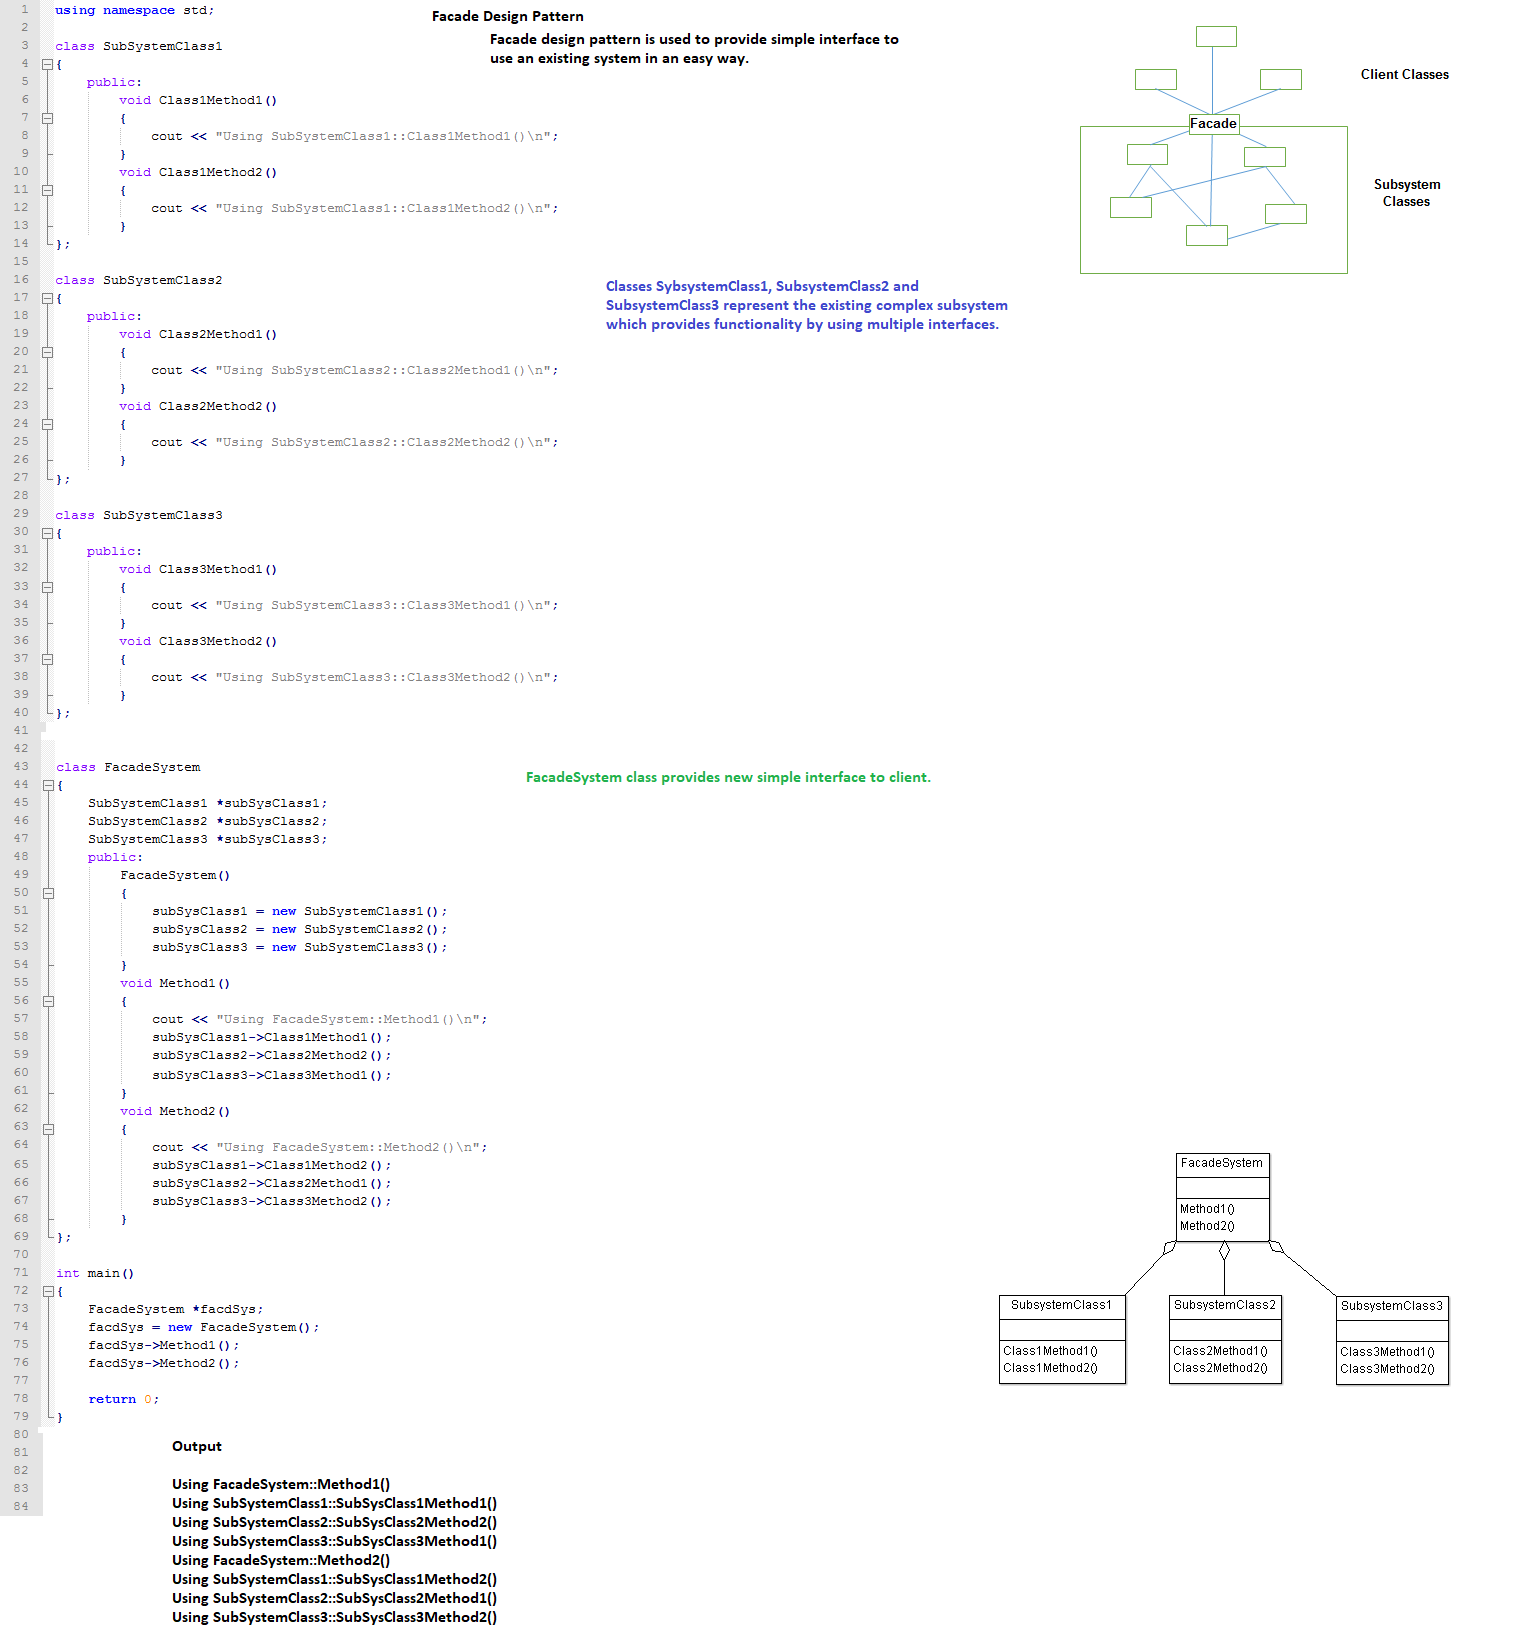 Facade Design Pattern
Facade design pattern is used to provide simple interface to
use an existing system in an easy way.
1 using namespace std;
2
3 class SubSystemClass1
4 {
5 public:
6 void Class1Method1()
7 {
8 cout << "Using SubSystemClass1::Class1Method1()\n";
9 }
10 void Class1Method2()
11 {
12 cout << "Using SubSystemClass1::Class1Method2()\n";
13 }
14 };
15
16 class SubSystemClass2
17 {
18 public:
19 void Class2Method1()
20 {
21 cout << "Using SubSystemClass2::Class2Method1()\n";
22 }
23 void Class2Method2()
24 {
25 cout << "Using SubSystemClass2::Class2Method2()\n";
26 }
27 };
28
29 class SubSystemClass3
30 {
31 public:
32 void Class3Method1()
33 {
34 cout << "Using SubSystemClass3::Class3Method1()\n";
35 }
36 void Class3Method2()
37 {
38 cout << "Using SubSystemClass3::Class3Method2()\n";
39 }
40 };
41
42
43 class FacadeSystem
44 {
45 SubSystemClass1 *subSysClass1;
46 SubSystemClass2 *subSysClass2;
47 SubSystemClass3 *subSysClass3;
48 public:
49 FacadeSystem()
50 {
51 subSysClass1 = new SubSystemClass1();
52 subSysClass2 = new SubSystemClass2();
53 subSysClass3 = new SubSystemClass3();
54 }
55 void Method1()
56 {
57 cout << "Using FacadeSystem::Method1()\n";
58 subSysClass1->Class1Method1();
59 subSysClass2->Class2Method2();
60 subSysClass3->Class3Method1();
61 }
62 void Method2()
63 {
64 cout << "Using FacadeSystem::Method2()\n";
65 subSysClass1->Class1Method2();
66 subSysClass2->Class2Method1();
67 subSysClass3->Class3Method2();
68 }
69 };
70
71 int main()
72 {
73 FacadeSystem *facdSys;
74 facdSys = new FacadeSystem();
75 facdSys->Method1();
76 facdSys->Method2();
77
78 return 0;
79 }
80
81
82
83
84
Client Classes
Facade
Subsystem
Classes
Classes SybsystemClass1, SubsystemClass2 and
SubsystemClass3 represent the existing complex subsystem
which provides functionality by using multiple interfaces.
FacadeSystem class provides new simple interface to client.
FacadeSystem
Method1()
Method2()
SubsystemClass1
Class1Method1()
Class1Method2()
SubsystemClass2
Class2Method1()
Class2Method2()
SubsystemClass3
Class3Method1()
Class3Method2()
Output
Using FacadeSystem::Method1()
Using SubSystemClass1::SubSysClass1Method1()
Using SubSystemClass2::SubSysClass2Method2()
Using SubSystemClass3::SubSysClass3Method1()
Using FacadeSystem::Method2()
Using SubSystemClass1::SubSysClass1Method2()
Using SubSystemClass2::SubSysClass2Method1()
Using SubSystemClass3::SubSysClass3Method2()